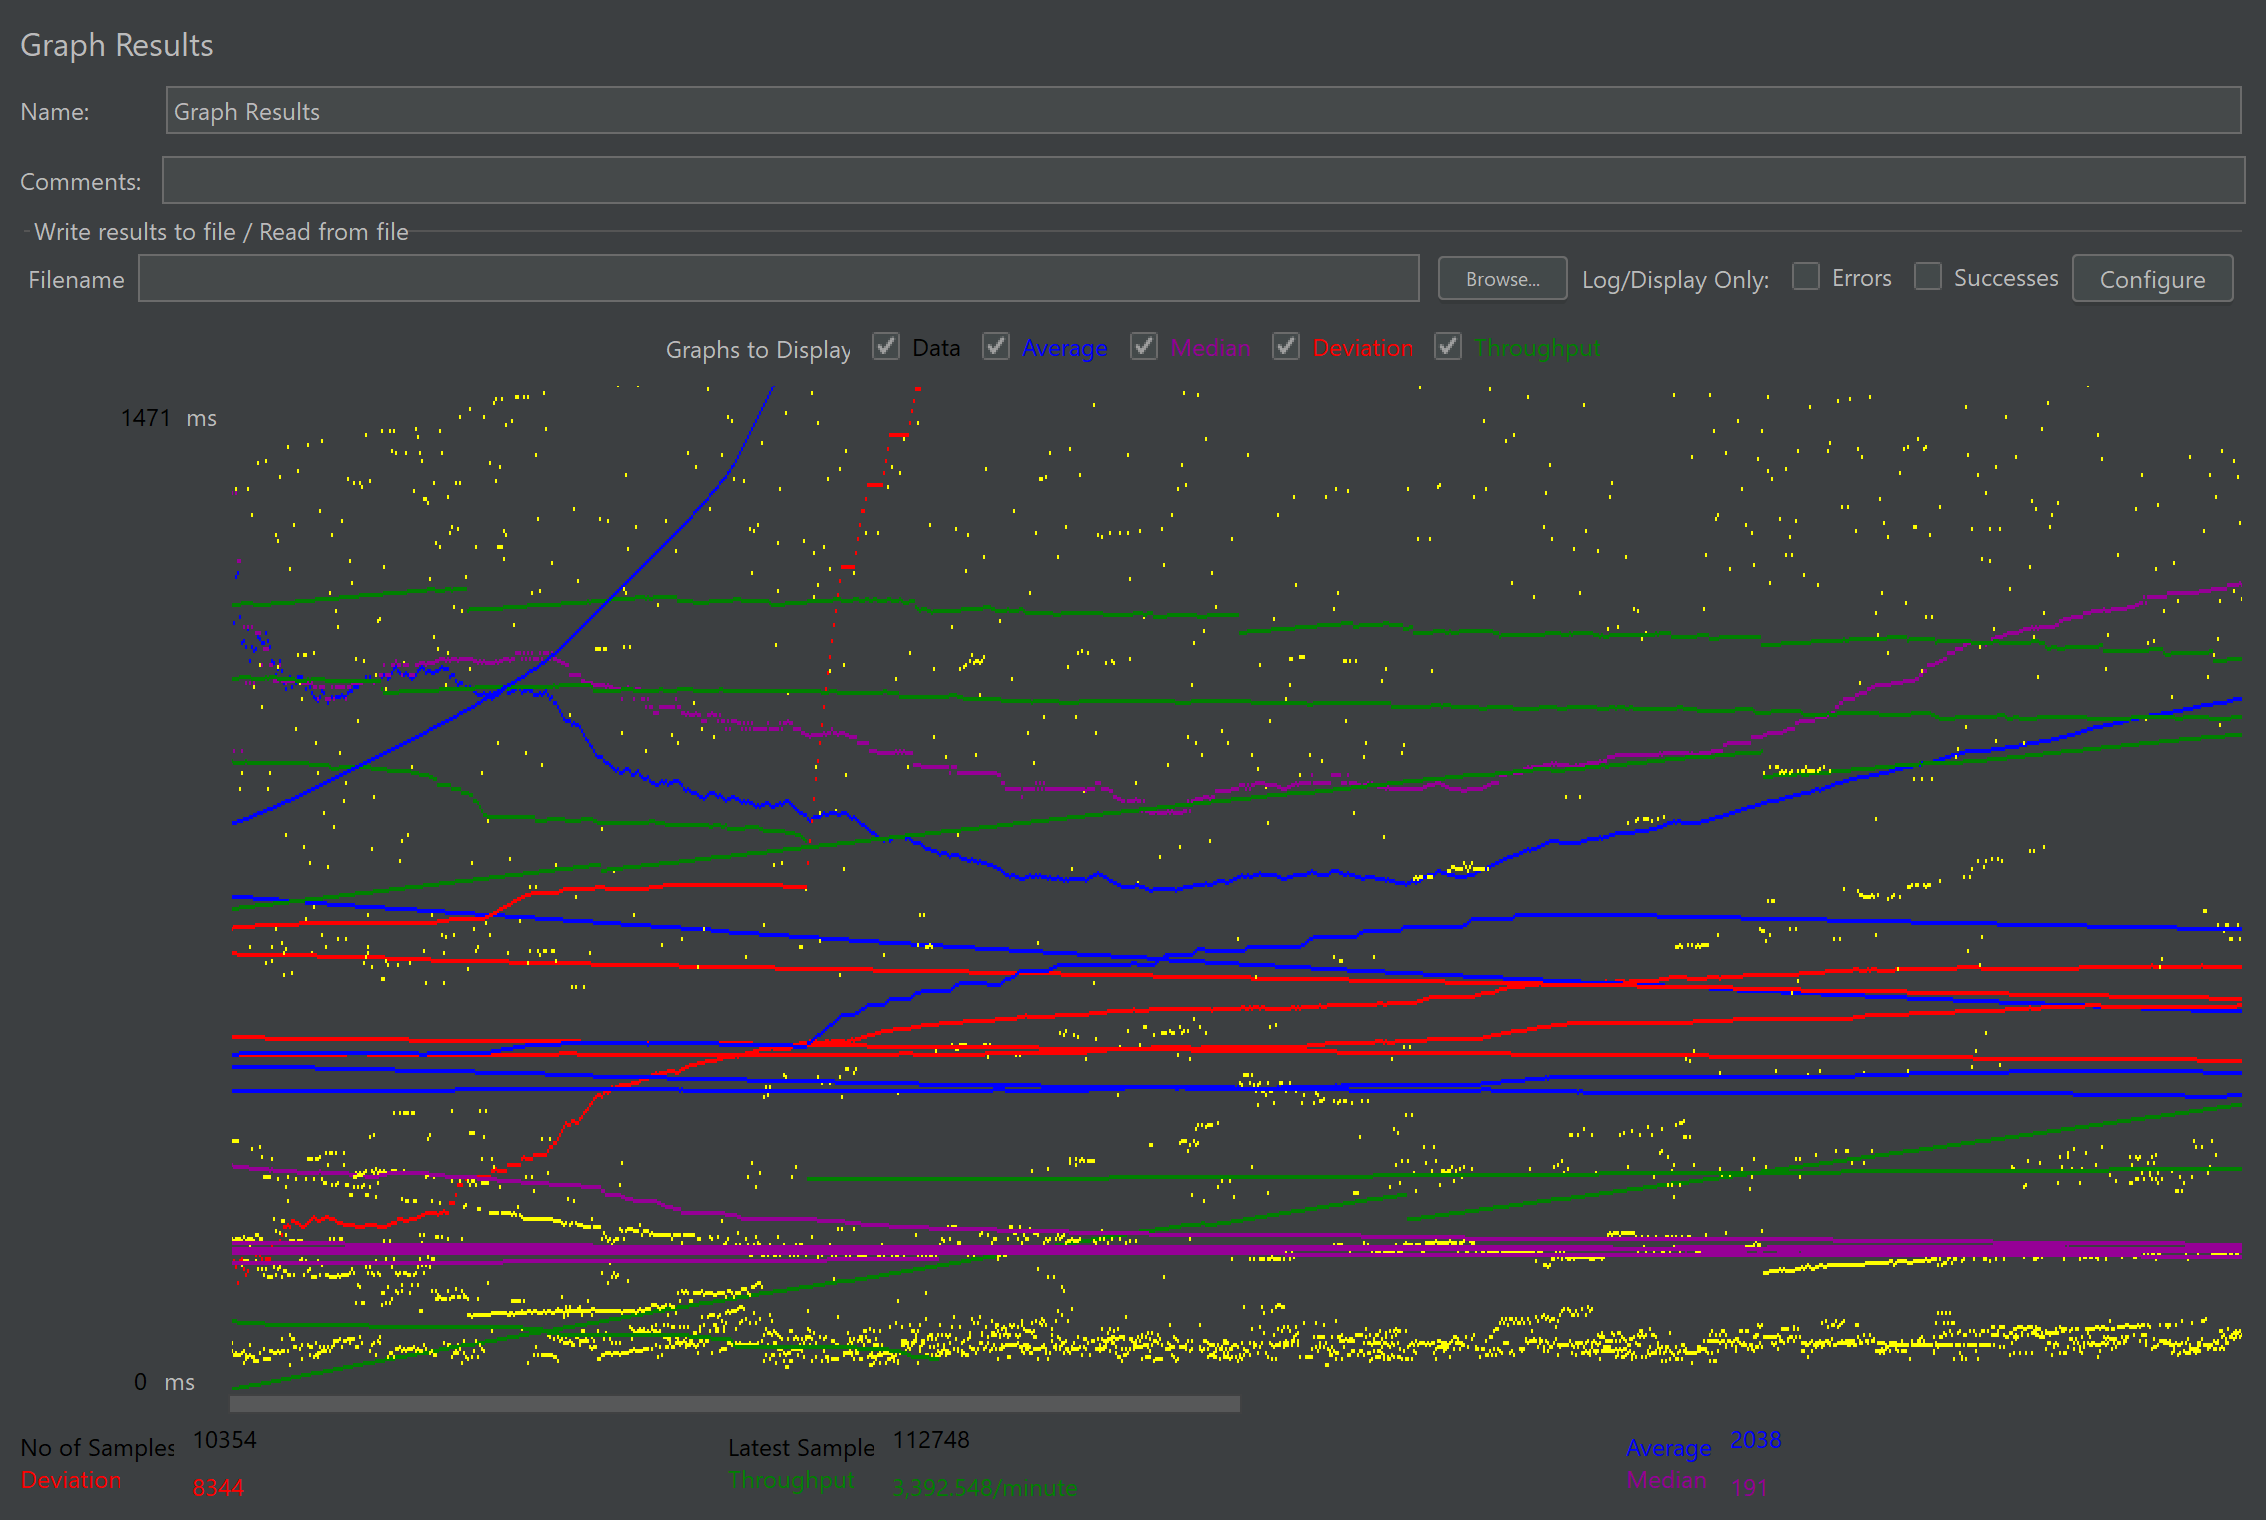 Graph Results
Name: Graph Results
Comments:
Write results to file / Read from file
Filename Browse... Log/Display Only: Errors Successes Configure
Graphs to Display Data Average Median Deviation Throughput
1471 ms
0 ms
No of Samples 10354 Latest Sample 112748 Average 2038
Deviation 8344 Throughput 3,392.548/minute Median 191